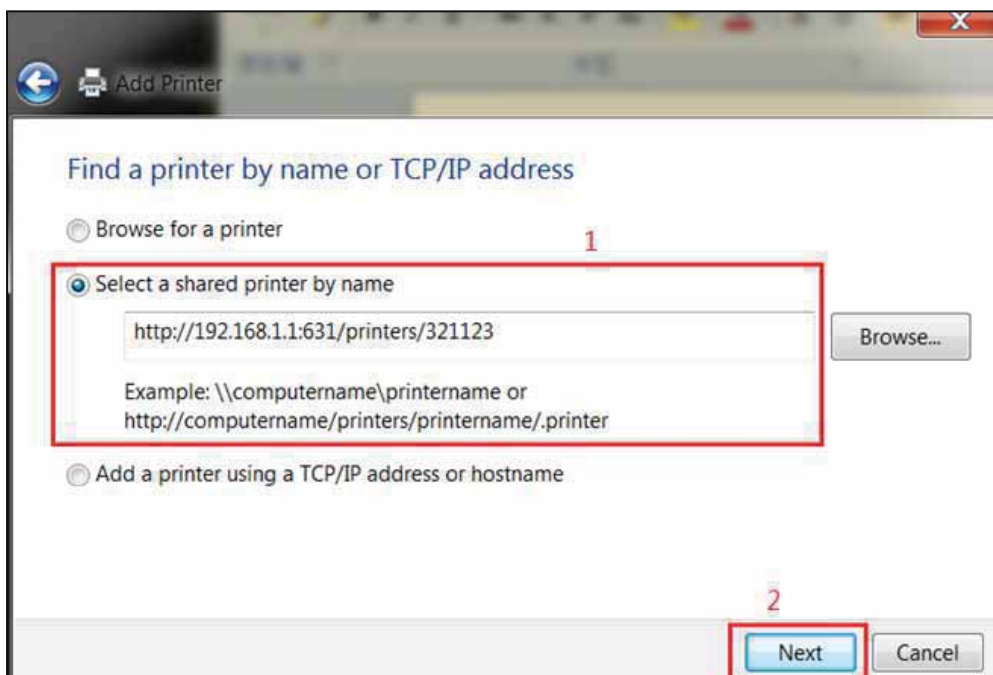 Add Printer
Find a printer by name or TCP/IP address
Browse for a printer
1
Select a shared printer by name
http://192.168.1.1:631/printers/321123
Browse...
Example: \\computername\printername or
http://computername/printers/printername/.printer
Add a printer using a TCP/IP address or hostname
2
Next
Cancel